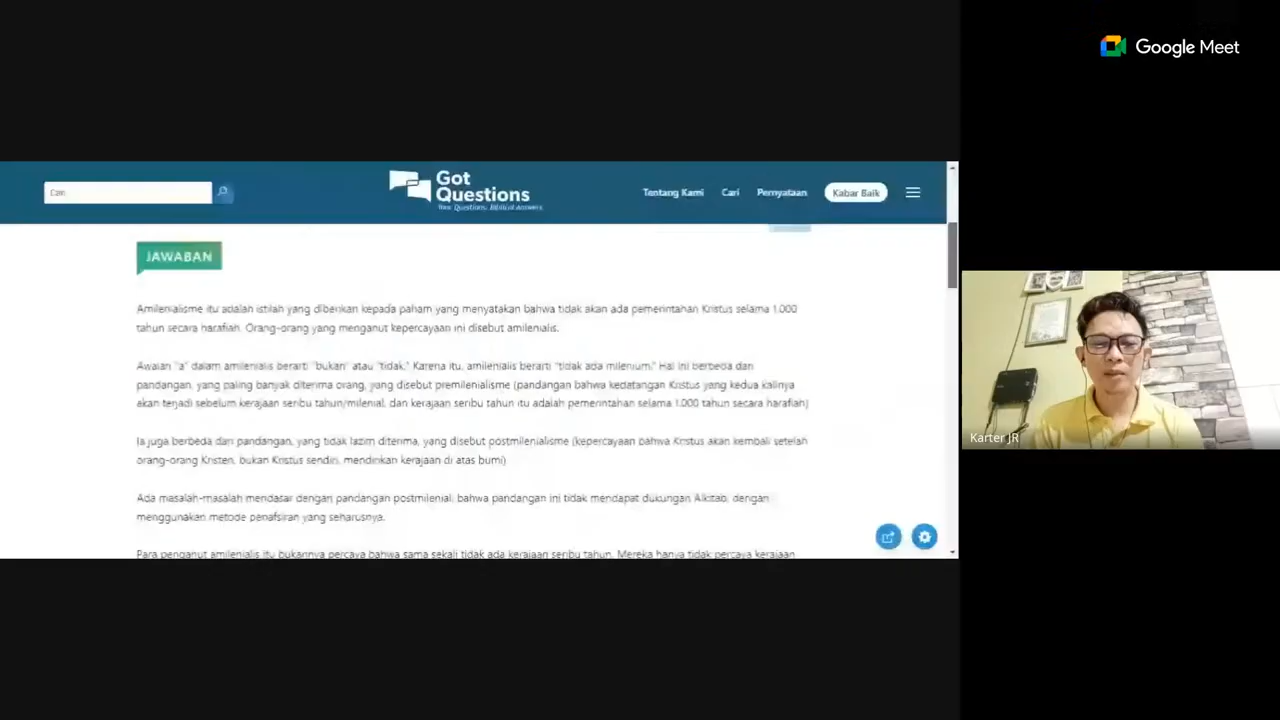 Google Meet
Cari
Got
Questions
Your Questions. Biblical Answers.
Tentang Kami
Cari
Pernyataan
Kabar Baik
JAWABAN
Amilenialisme itu adalah istilah yang diberikan kepada paham yang menyatakan bahwa tidak akan ada pemerintahan Kristus selama 1.000
tahun secara harafiah. Orang-orang yang menganut kepercayaan ini disebut amilenialis.
Awalan "a" dalam amilenialis berarti "bukan" atau "tidak." Karena itu, amilenialis berarti "tidak ada milenium." Hal ini berbeda dari
pandangan, yang paling banyak diterima orang, yang disebut premilenialisme (pandangan bahwa kedatangan Kristus yang kedua kalinya
akan terjadi sebelum kerajaan seribu tahun/milenial, dan kerajaan seribu tahun itu adalah pemerintahan selama 1.000 tahun secara harafiah)
Ia juga berbeda dari pandangan, yang tidak lazim diterima, yang disebut postmilenialisme (kepercayaan bahwa Kristus akan kembali setelah
orang-orang Kristen, bukan Kristus sendiri, mendirikan kerajaan di atas bumi)
Ada masalah-masalah mendasar dengan pandangan postmilenial; bahwa pandangan ini tidak mendapat dukungan Alkitab, dengan
menggunakan metode penafsiran yang seharusnya.
Para penganut amilenialis itu bukannya percaya bahwa sama sekali tidak ada kerajaan seribu tahun. Mereka hanya tidak percaya kerajaan
Karter JR